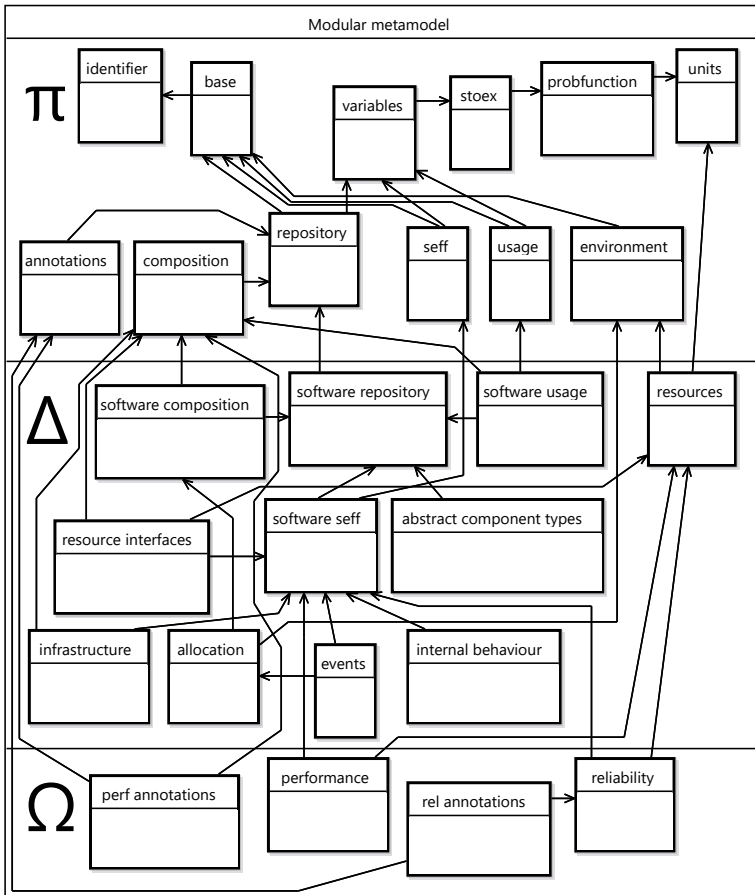 Modular metamodel
π
identifier
base
variables
stoex
probfunction
units
annotations
composition
repository
seff
usage
environment
Δ
software composition
software repository
software usage
resources
resource interfaces
software seff
abstract component types
infrastructure
allocation
events
internal behaviour
Ω
perf annotations
performance
rel annotations
reliability